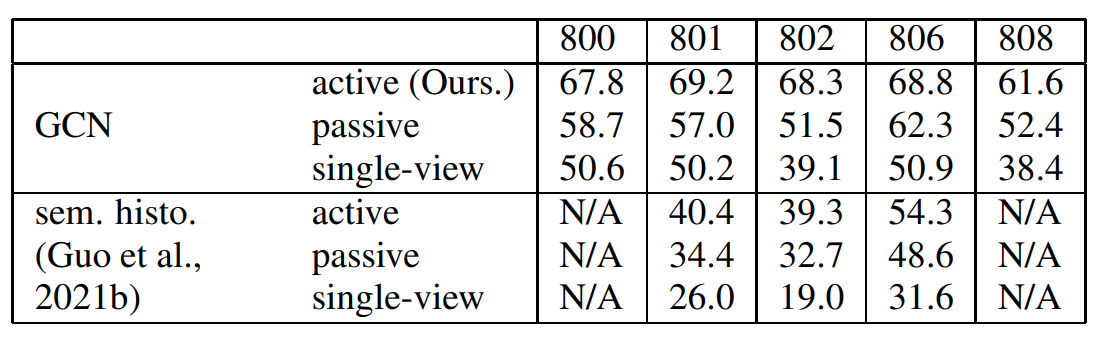 800 801 802 806 808
active (Ours.) 67.8 69.2 68.3 68.8 61.6
GCN passive 58.7 57.0 51.5 62.3 52.4
single-view 50.6 50.2 39.1 50.9 38.4
sem. histo. active N/A 40.4 39.3 54.3 N/A
(Guo et al., passive N/A 34.4 32.7 48.6 N/A
2021b) single-view N/A 26.0 19.0 31.6 N/A